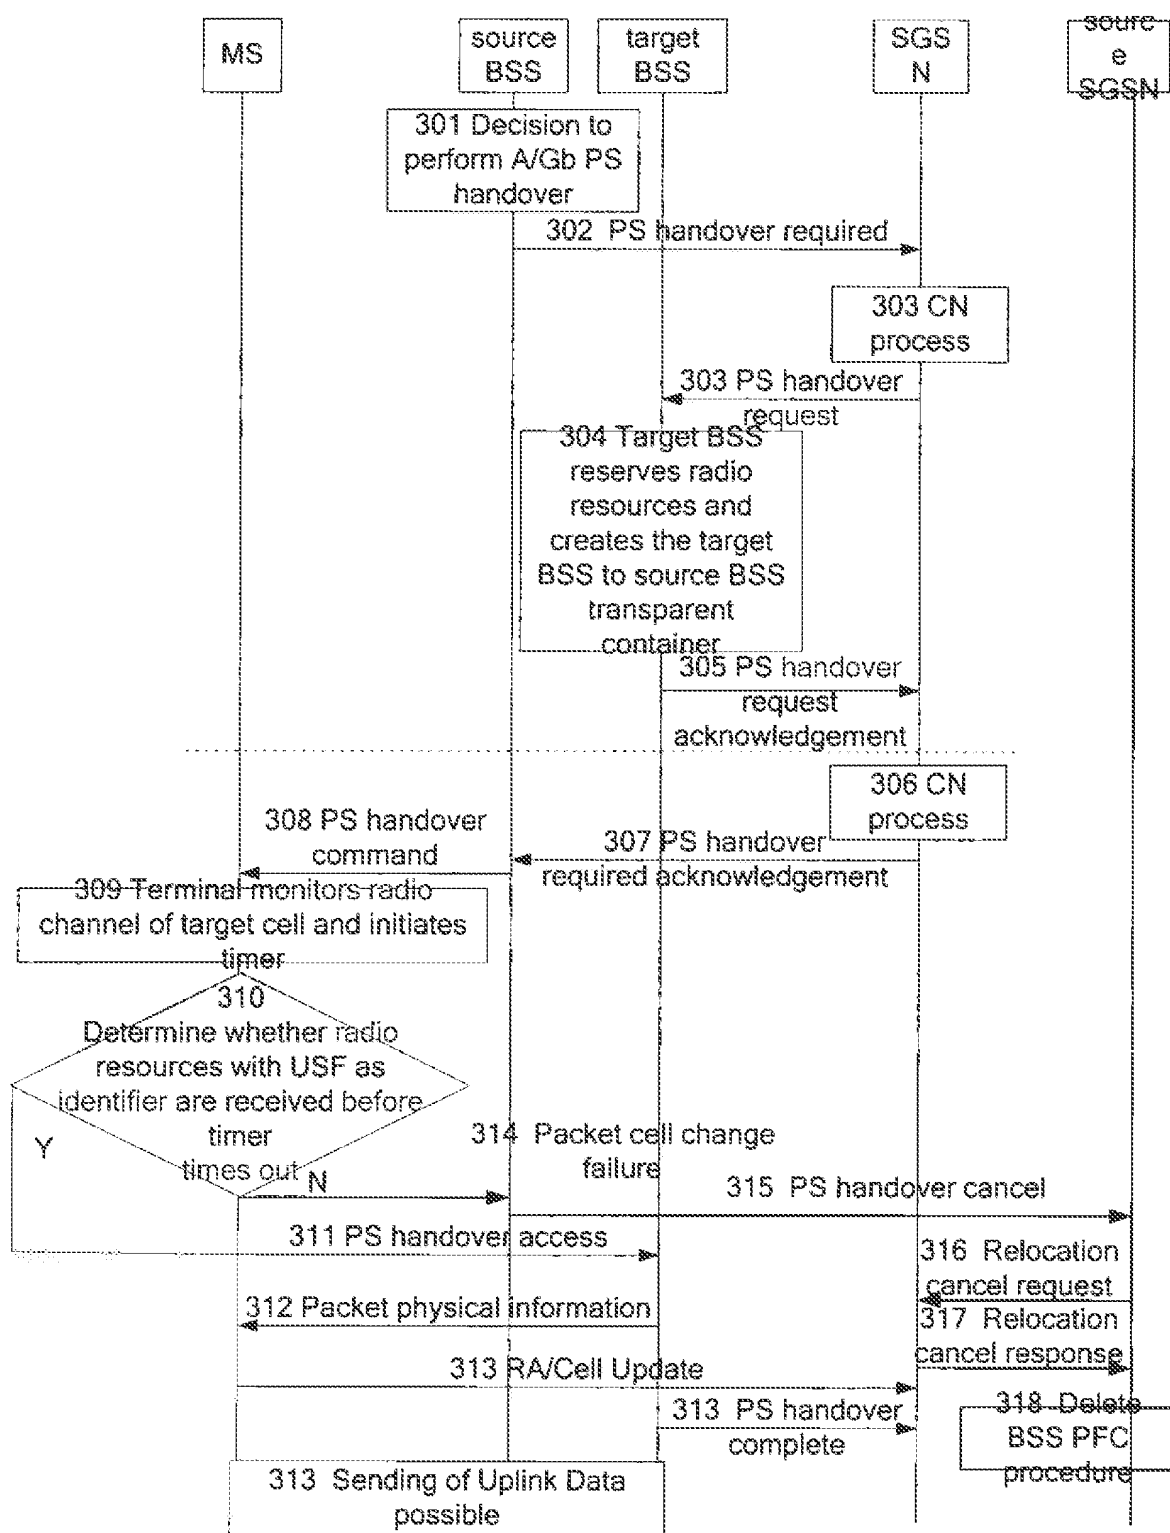 MS
source
BSS
target
BSS
SGS
N
sourc
e
SGSN
301 Decision to
perform A/Gb PS
handover
302 PS handover required
303 CN
process
303 PS handover
request
304 Target BSS
reserves radio
resources and
creates the target
BSS to source BSS
transparent
container
305 PS handover
request
acknowledgement
306 CN
process
308 PS handover
command
307 PS handover
required acknowledgement
309 Terminal monitors radio
channel of target cell and initiates
timer
310
Determine whether radio
resources with USF as
identifier are received before
timer
times out
Y
N
314 Packet cell change
failure
315 PS handover cancel
311 PS handover access
316 Relocation
cancel request
312 Packet physical information
317 Relocation
cancel response
313 RA/Cell Update
313 PS handover
complete
318 Delete
BSS PFC
procedure
313 Sending of Uplink Data
possible